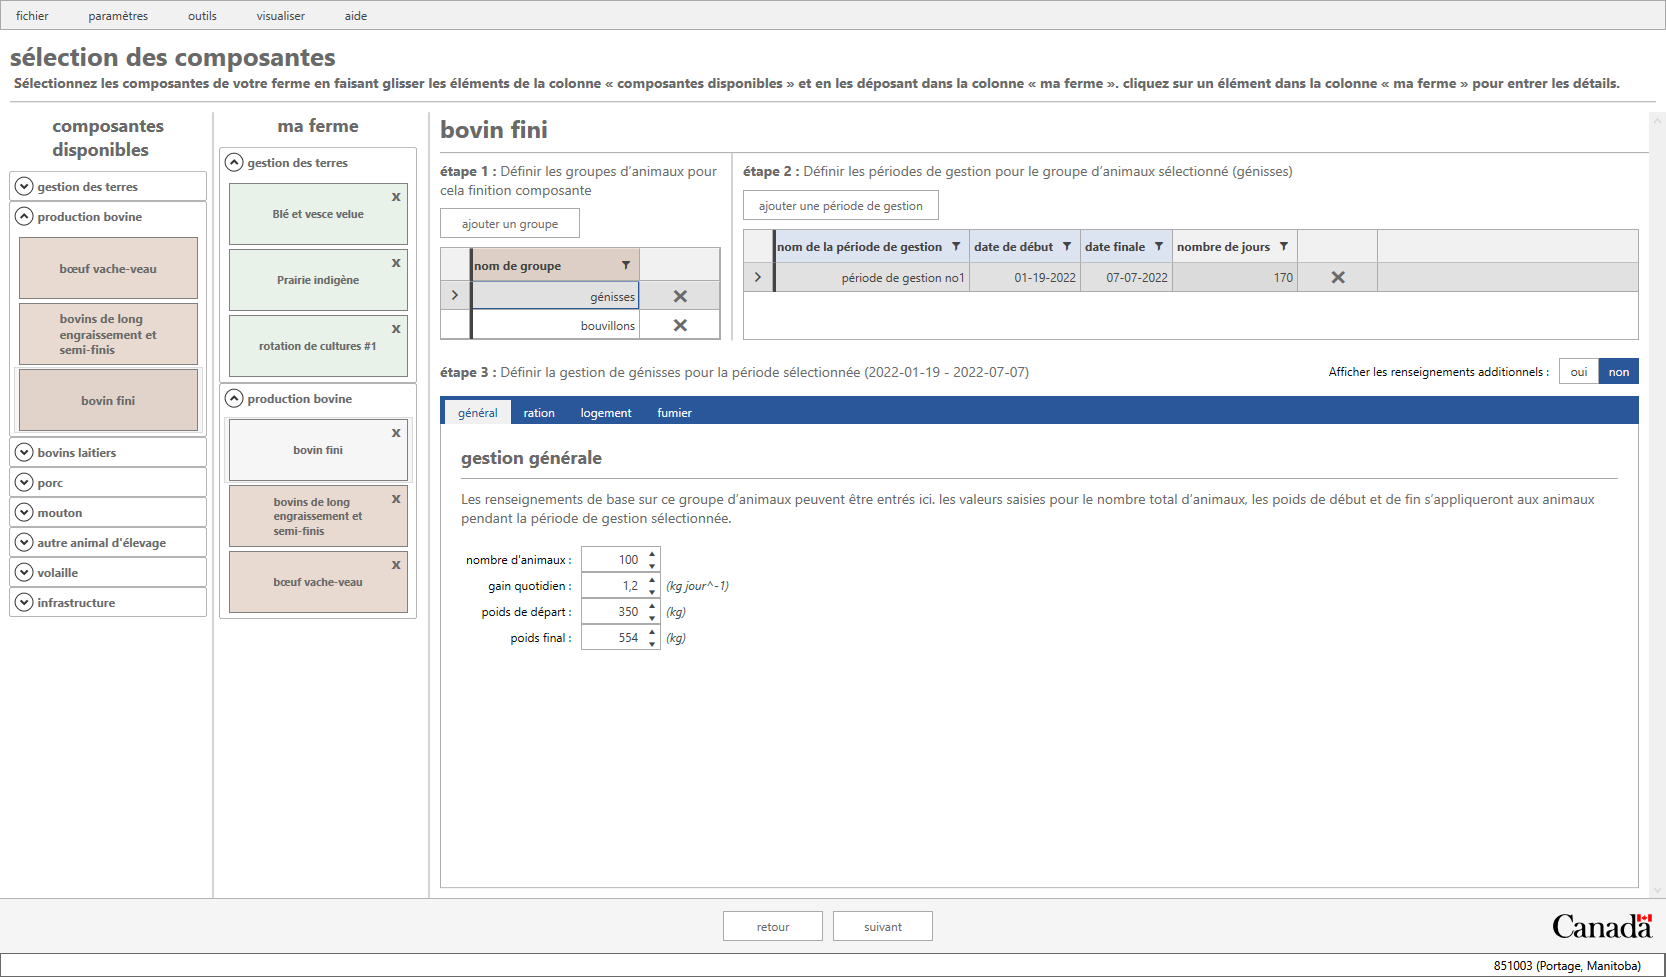 fichier paramètres outils visualiser aide
sélection des composantes
Sélectionnez les composantes de votre ferme en faisant glisser les éléments de la colonne « composantes disponibles » et en les déposant dans la colonne « ma ferme ». cliquez sur un élément dans la colonne « ma ferme » pour entrer les détails.
composantes
disponibles
gestion des terres
production bovine
bœuf vache-veau
bovins de long
engraissement et
semi-finis
bovin fini
bovins laitiers
porc
mouton
autre animal d'élevage
volaille
infrastructure
ma ferme
gestion des terres
x
Blé et vesce velue
x
Prairie indigène
x
rotation de cultures #1
production bovine
x
bovin fini
x
bovins de long
engraissement et
semi-finis
x
bœuf vache-veau
bovin fini
étape 1 : Définir les groupes d’animaux pour
cela finition composante
ajouter un groupe
nom de groupe
génisses
bouvillons
étape 2 : Définir les périodes de gestion pour le groupe d’animaux sélectionné (génisses)
ajouter une période de gestion
nom de la période de gestion date de début date finale nombre de jours
période de gestion no1 01-19-2022 07-07-2022 170
étape 3 : Définir la gestion de génisses pour la période sélectionnée (2022-01-19 - 2022-07-07)
Afficher les renseignements additionnels : oui non
général ration logement fumier
gestion générale
Les renseignements de base sur ce groupe d’animaux peuvent être entrés ici. les valeurs saisies pour le nombre total d’animaux, les poids de début et de fin s’appliqueront aux animaux
pendant la période de gestion sélectionnée.
nombre d'animaux : 100
gain quotidien : 1,2 (kg jour^-1)
poids de départ : 350 (kg)
poids final : 554 (kg)
retour suivant
Canada
851003 (Portage, Manitoba)